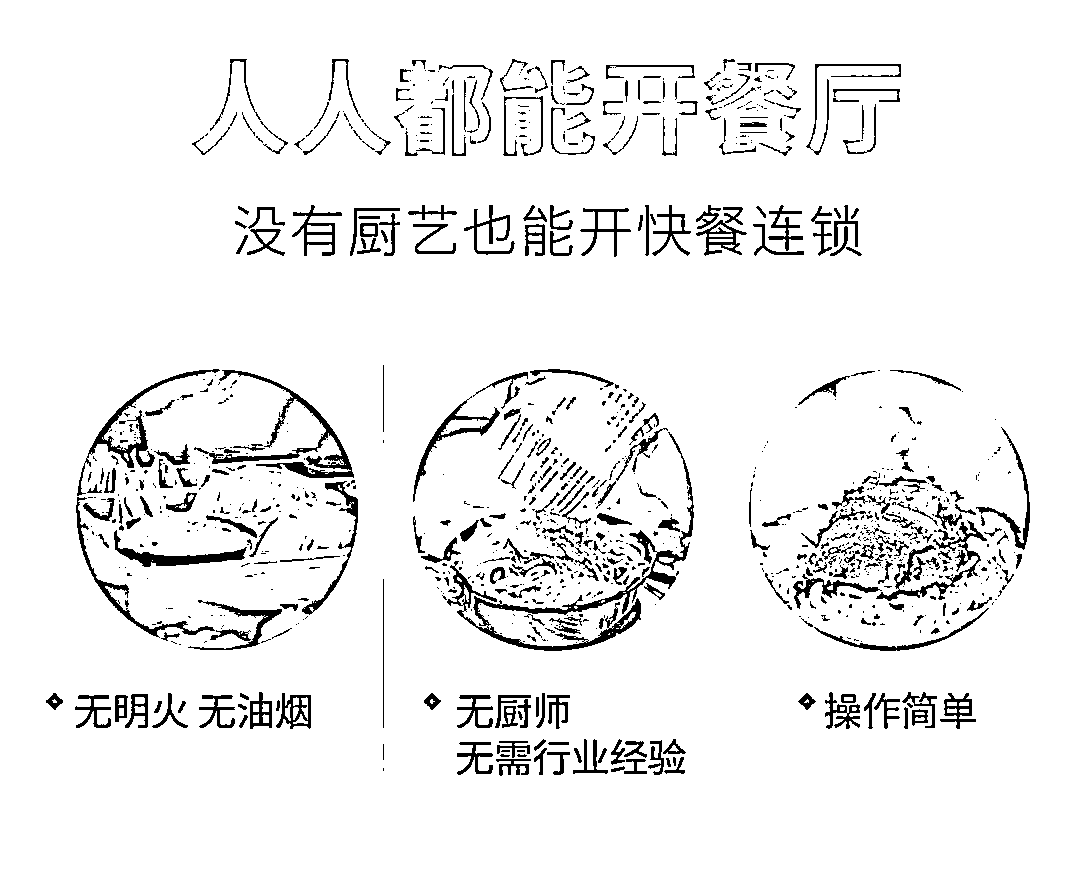 人人都能开餐厅
没有厨艺也能开快餐连锁
无明火 无油烟
无厨师
无需行业经验
操作简单